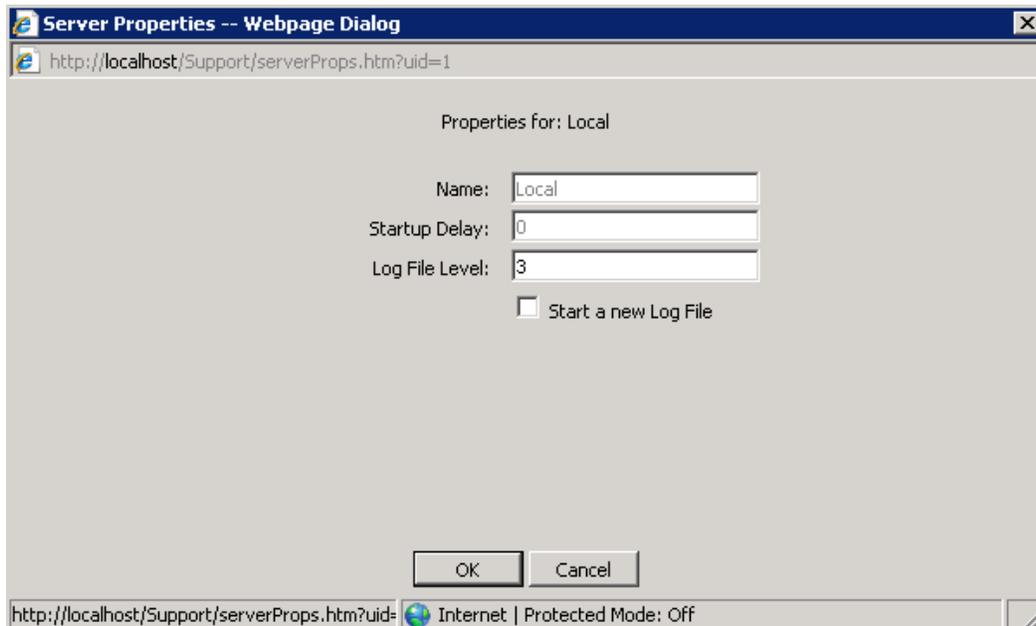 Server Properties -- Webpage Dialog
http://localhost/Support/serverProps.htm?uid=1
Properties for: Local
Name: Local
Startup Delay: 0
Log File Level: 3
Start a new Log File
OK Cancel
http://localhost/Support/serverProps.htm?uid= Internet | Protected Mode: Off